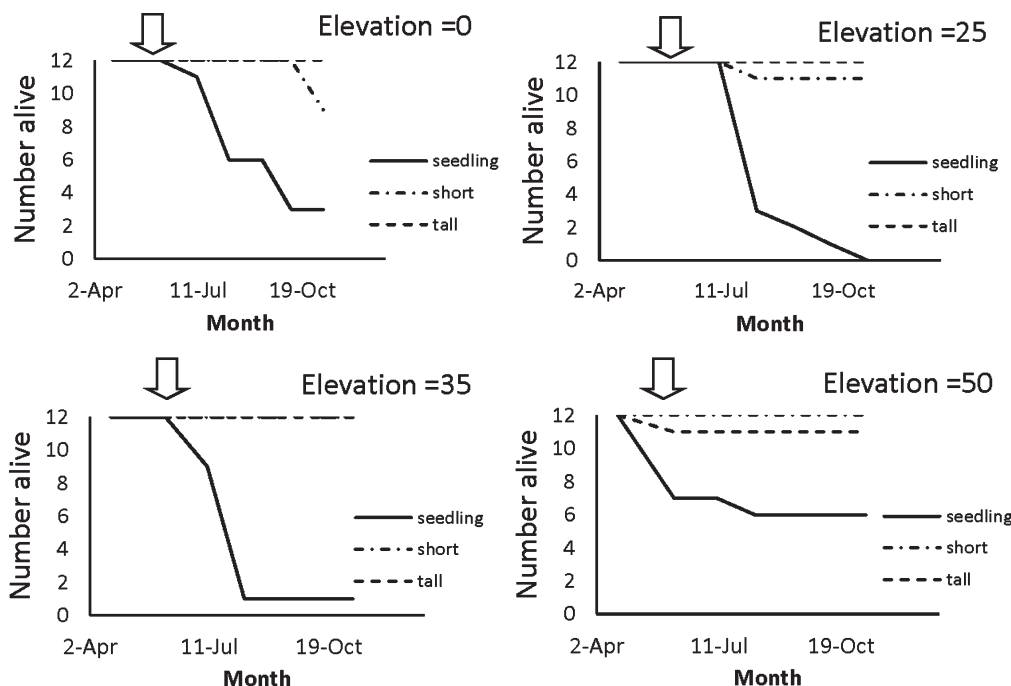 Elevation =0
Number alive
12
10
8
6
4
2
0
2-Apr 11-Jul 19-Oct
Month
seedling
short
tall
Elevation =25
Number alive
12
10
8
6
4
2
0
2-Apr 11-Jul 19-Oct
Month
seedling
short
tall
Elevation =35
Number alive
12
10
8
6
4
2
0
2-Apr 11-Jul 19-Oct
Month
seedling
short
tall
Elevation =50
Number alive
12
10
8
6
4
2
0
2-Apr 11-Jul 19-Oct
Month
seedling
short
tall